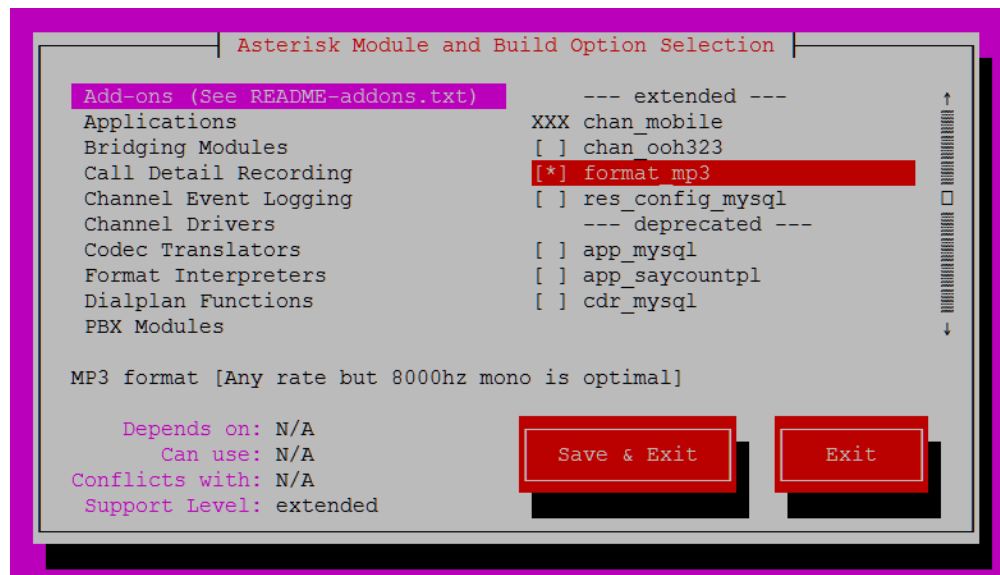 Asterisk Module and Build Option Selection
Add-ons (See README-addons.txt)
Applications
Bridging Modules
Call Detail Recording
Channel Event Logging
Channel Drivers
Codec Translators
Format Interpreters
Dialplan Functions
PBX Modules
--- extended ---
XXX chan_mobile
[ ] chan_ooh323
[*] format_mp3
[ ] res_config_mysql
--- deprecated ---
[ ] app_mysql
[ ] app_saycountpl
[ ] cdr_mysql
MP3 format [Any rate but 8000hz mono is optimal]
Depends on: N/A
Can use: N/A
Conflicts with: N/A
Support Level: extended
Save & Exit
Exit